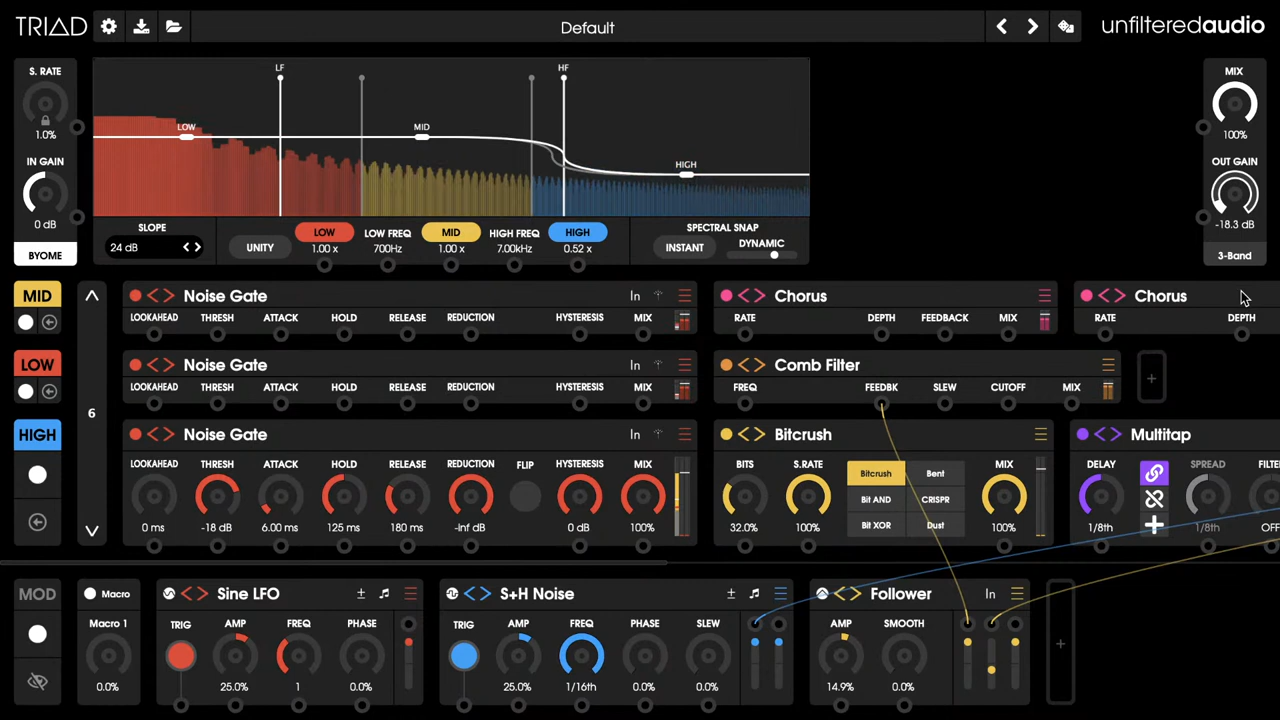 TRIAD
Default
unfilteredaudio
S. RATE
1.0%
IN GAIN
0 dB
BYOME
LF
HF
LOW
MID
HIGH
SLOPE
24 dB
UNITY
LOW
1.00 x
LOW FREQ
700Hz
MID
1.00 x
HIGH FREQ
7.00kHz
HIGH
0.52 x
SPECTRAL SNAP
INSTANT
DYNAMIC
MIX
100%
OUT GAIN
-18.3 dB
3-Band
MID
Noise Gate
In
LOOKAHEAD THRESH ATTACK HOLD RELEASE REDUCTION HYSTERESIS MIX
Chorus
RATE DEPTH FEEDBACK MIX
Chorus
RATE DEPTH
LOW
Noise Gate
In
LOOKAHEAD THRESH ATTACK HOLD RELEASE REDUCTION HYSTERESIS MIX
Comb Filter
FREQ FEEDBK SLEW CUTOFF MIX
6
HIGH
Noise Gate
In
LOOKAHEAD THRESH ATTACK HOLD RELEASE REDUCTION FLIP HYSTERESIS MIX
0 ms -18 dB 6.00 ms 125 ms 180 ms -Inf dB 0 dB 100%
Bitcrush
BITS S.RATE MIX
Bitcrush Bent
Bit AND CRISPR
Bit XOR Dust
32.0% 100% 100%
Multitap
DELAY SPREAD FILTE
1/8th 1/8th OFF
MOD
Macro
Macro 1
0.0%
Sine LFO
±
TRIG AMP FREQ PHASE
25.0% 1 0.0%
S+H Noise
±
TRIG AMP FREQ PHASE SLEW
25.0% 1/16th 0.0% 0.0%
Follower
In
AMP SMOOTH
14.9% 0.0%